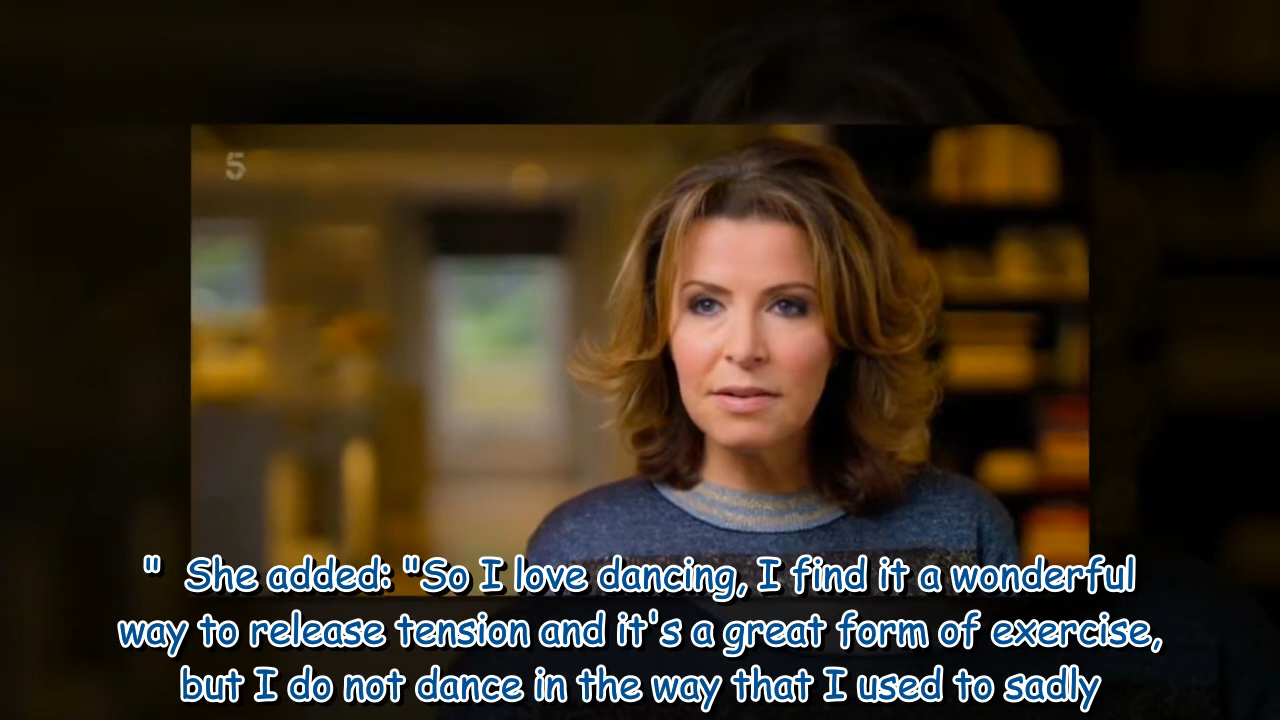 5
"  She added: "So I love dancing, I find it a wonderful
way to release tension and it's a great form of exercise,
but I do not dance in the way that I used to sadly